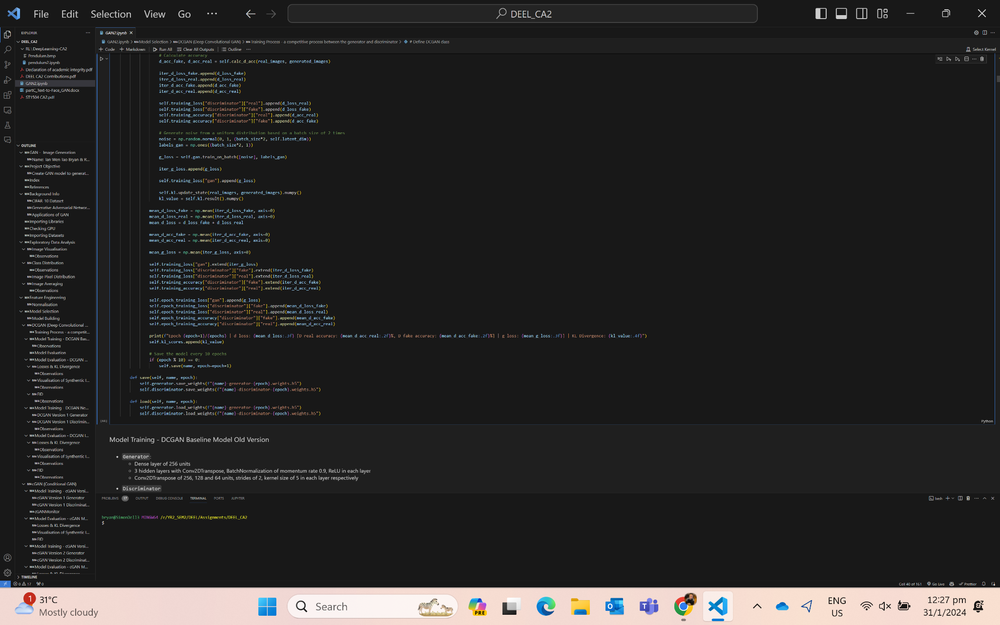 File Edit Selection View Go ··· DEEL_CA2
EXPLORER ···
DEEL_CA2
RL \ DeepLearning-CA2
Pendulum.bmp
pendulum2.ipynb
Declaration of academic integrity.pdf
DEEL CA2 Contributions.pdf
GAN2.ipynb
partC_Text-to-Face_GAN.docx
ST1504 CA2.pdf
OUTLINE
GAN - Image Generation
Name: Tan Wen Tao Bryan & R...
Project Objective
Create GAN model to generat...
Index
References
Background Info
CIFAR 10 Dataset
Generative Adversarial Networ...
Applications of GAN
Importing Libraries
Checking GPU
Importing Datasets
Exploratory Data Analysis
Image Visualisation
Observations
Class Distribution
Observations
Image Pixel Distribution
Image Averaging
Observations
Feature Engineering
Normalisation
Model Selection
Model Building
DCGAN (Deep Convolutional ...
Training Process - a competit...
Model Training - DCGAN Bas...
Observations
Model Evaluation
Model Evaluation - DCGAN ...
Losses & KL Divergence
Observations
Visualisation of Synthentic I...
Observations
FID
Observations
Model Training - DCGAN Ne...
DCGAN Version 1 Generator
DCGAN Version 1 Discrimin...
Observations
Model Evaluation - DCGAN I...
Losses & KL Divergence
Observations
Visualisation of Synthentic I...
Observations
FID
Observations
cGAN (Conditional GAN)
Model Training - cGAN Versi...
cGAN Version 1 Generator
cGAN Version 1 Discriminat...
cGANMonitor
Model Evaluation - cGAN M...
Losses & KL Divergence
Visualisation of Synthentic I...
FID
Model Training - cGAN Versi...
cGAN Version 2 Generator
cGAN Version 2 Discriminat...
Model Evaluation - cGAN M...
Losses & KL Divergence
TIMELINE
GAN2.ipynb ×
GAN2.ipynb > Model Selection > DCGAN (Deep Convolutional GAN) > Training Process - a competitive process between the generator and discriminator > # Define DCGAN class
+ Code + Markdown Run All Clear All Outputs Outline ··· Select Kernel
# Calculate accuracy
d_acc_fake, d_acc_real = self.calc_d_acc(real_images, generated_images)
iter_d_loss_fake.append(d_loss_fake)
iter_d_loss_real.append(d_loss_real)
iter_d_acc_fake.append(d_acc_fake)
iter_d_acc_real.append(d_acc_real)
self.training_loss["discriminator"]["real"].append(d_loss_real)
self.training_loss["discriminator"]["fake"].append(d_loss_fake)
self.training_accuracy["discriminator"]["real"].append(d_acc_real)
self.training_accuracy["discriminator"]["fake"].append(d_acc_fake)
# Generate noise from a uniform distribution based on a batch size of 2 times
noise = np.random.normal(0, 1, (batch_size*2, self.latent_dim))
labels_gan = np.ones((batch_size*2, 1))
g_loss = self.gan.train_on_batch([noise], labels_gan)
iter_g_loss.append(g_loss)
self.training_loss["gan"].append(g_loss)
self.kl.update_state(real_images, generated_images).numpy()
kl_value = self.kl.result().numpy()
mean_d_loss_fake = np.mean(iter_d_loss_fake, axis=0)
mean_d_loss_real = np.mean(iter_d_loss_real, axis=0)
mean_d_loss = d_loss_fake + d_loss_real
mean_d_acc_fake = np.mean(iter_d_acc_fake, axis=0)
mean_d_acc_real = np.mean(iter_d_acc_real, axis=0)
mean_g_loss = np.mean(iter_g_loss, axis=0)
self.training_loss["gan"].extend(iter_g_loss)
self.training_loss["discriminator"]["fake"].extend(iter_d_loss_fake)
self.training_loss["discriminator"]["real"].extend(iter_d_loss_real)
self.training_accuracy["discriminator"]["fake"].extend(iter_d_acc_fake)
self.training_accuracy["discriminator"]["real"].extend(iter_d_acc_real)
self.epoch_training_loss["gan"].append(g_loss)
self.epoch_training_loss["discriminator"]["fake"].append(mean_d_loss_fake)
self.epoch_training_loss["discriminator"]["real"].append(mean_d_loss_real)
self.epoch_training_accuracy["discriminator"]["fake"].append(mean_d_acc_fake)
self.epoch_training_accuracy["discriminator"]["real"].append(mean_d_acc_real)
print(f"Epoch {epoch+1}/{epochs} | d loss: {mean_d_loss:.3f} [D real accuracy: {mean_d_acc_real:.2f}%, D fake accuracy: {mean_d_acc_fake:.2f}%] | g loss: {mean_g_loss:.3f}] | KL Divergence: {kl_value:.4f}")
self.kl_scores.append(kl_value)
# Save the model every 10 epochs
if (epoch % 10) == 0:
self.save(name, epoch=epoch+1)
def save(self, name, epoch):
self.generator.save_weights(f"{name}-generator-{epoch}.weights.h5")
self.discriminator.save_weights(f"{name}-discriminator-{epoch}.weights.h5")
def load(self, name, epoch):
self.generator.load_weights(f"{name}-generator-{epoch}.weights.h5")
self.discriminator.load_weights(f"{name}-discriminator-{epoch}.weights.h5")
[68] Python
Model Training - DCGAN Baseline Model Old Version
• Generator:
Dense layer of 256 units
3 hidden layers with Conv2DTranspose, BatchNormalization of momentum rate 0.9, ReLU in each layer
Conv2DTranspose of 256, 128 and 64 units, strides of 2, kernel size of 5 in each layer respectively
• Discriminator
PROBLEMS 17 OUTPUT DEBUG CONSOLE TERMINAL PORTS JUPYTER bash
bryan@SimonDell3 MINGW64 /e/YR2_SEM2/DEEL/Assignments/DEEL_CA2
$
0 17 0 Cell 40 of 161 Go Live Prettier
1 31°C
Mostly cloudy
Search
PRE
ENG
US
12:27 pm
31/1/2024